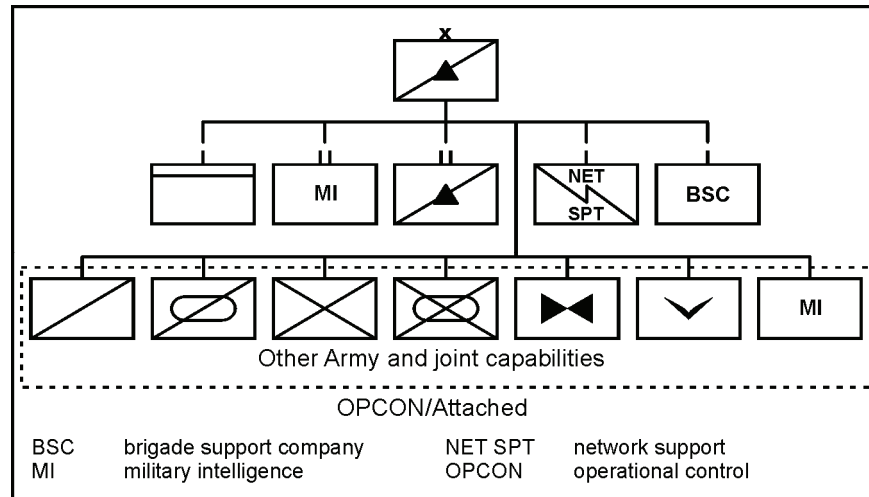 x
MI
NET
SPT
BSC
MI
Other Army and joint capabilities
OPCON/Attached
BSC brigade support company NET SPT network support
MI military intelligence OPCON operational control